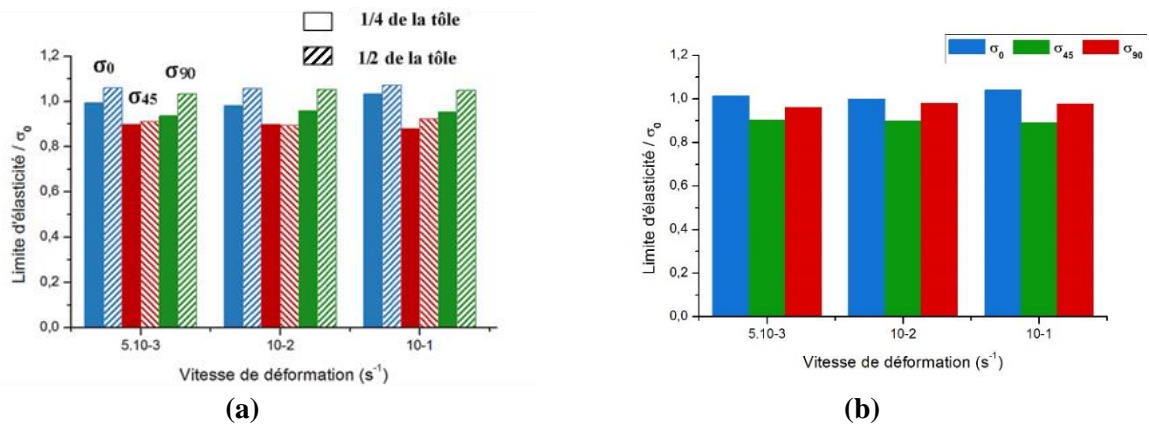 1/4 de la tôle
1/2 de la tôle
1,2
1,0
0,8
0,6
0,4
0,2
0,0
σ0
σ45
σ90
Limite d'élasticité / σ0
5.10-3
10-2
10-1
Vitesse de déformation (s⁻¹)
(a)
σ0 σ45 σ90
1,2
1,0
0,8
0,6
0,4
0,2
0,0
Limite d'élasticité / σ0
5.10-3
10-2
10-1
Vitesse de déformation (s⁻¹)
(b)